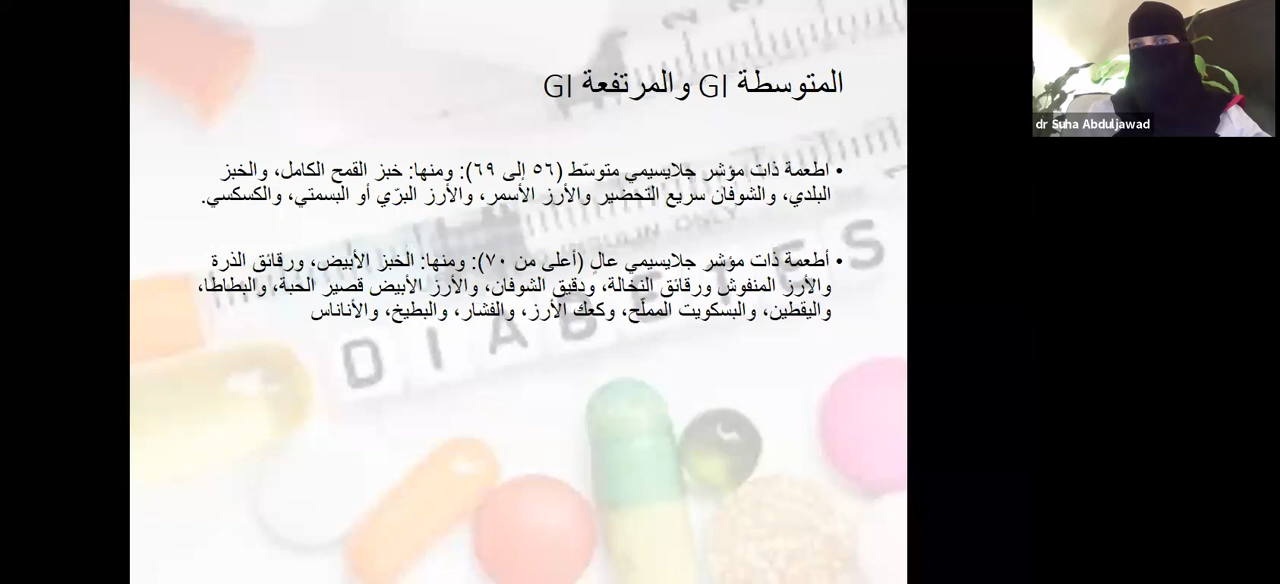 المتوسطة GI والمرتفعة GI
• اطعمة ذات مؤشر جلايسيمي متوسّط (٥٦ إلى ٦٩): ومنها: خبز القمح الكامل، والخبز
البلدي، والشوفان سريع التحضير والأرز الأسمر، والأرز البرّي أو البسمتي، والكسكسي.
• أطعمة ذات مؤشر جلايسيمي عالٍ (أعلى من ٧٠): ومنها: الخبز الأبيض، ورقائق الذرة
والأرز المنفوش ورقائق النخالة، ودقيق الشوفان، والأرز الأبيض قصير الحبة، والبطاطا،
واليقطين، والبسكويت المملّح، وكعك الأرز، والفشار، والبطيخ، والأناناس
INSULIN ONLY
DIABETES
dr Suha Abduljawad